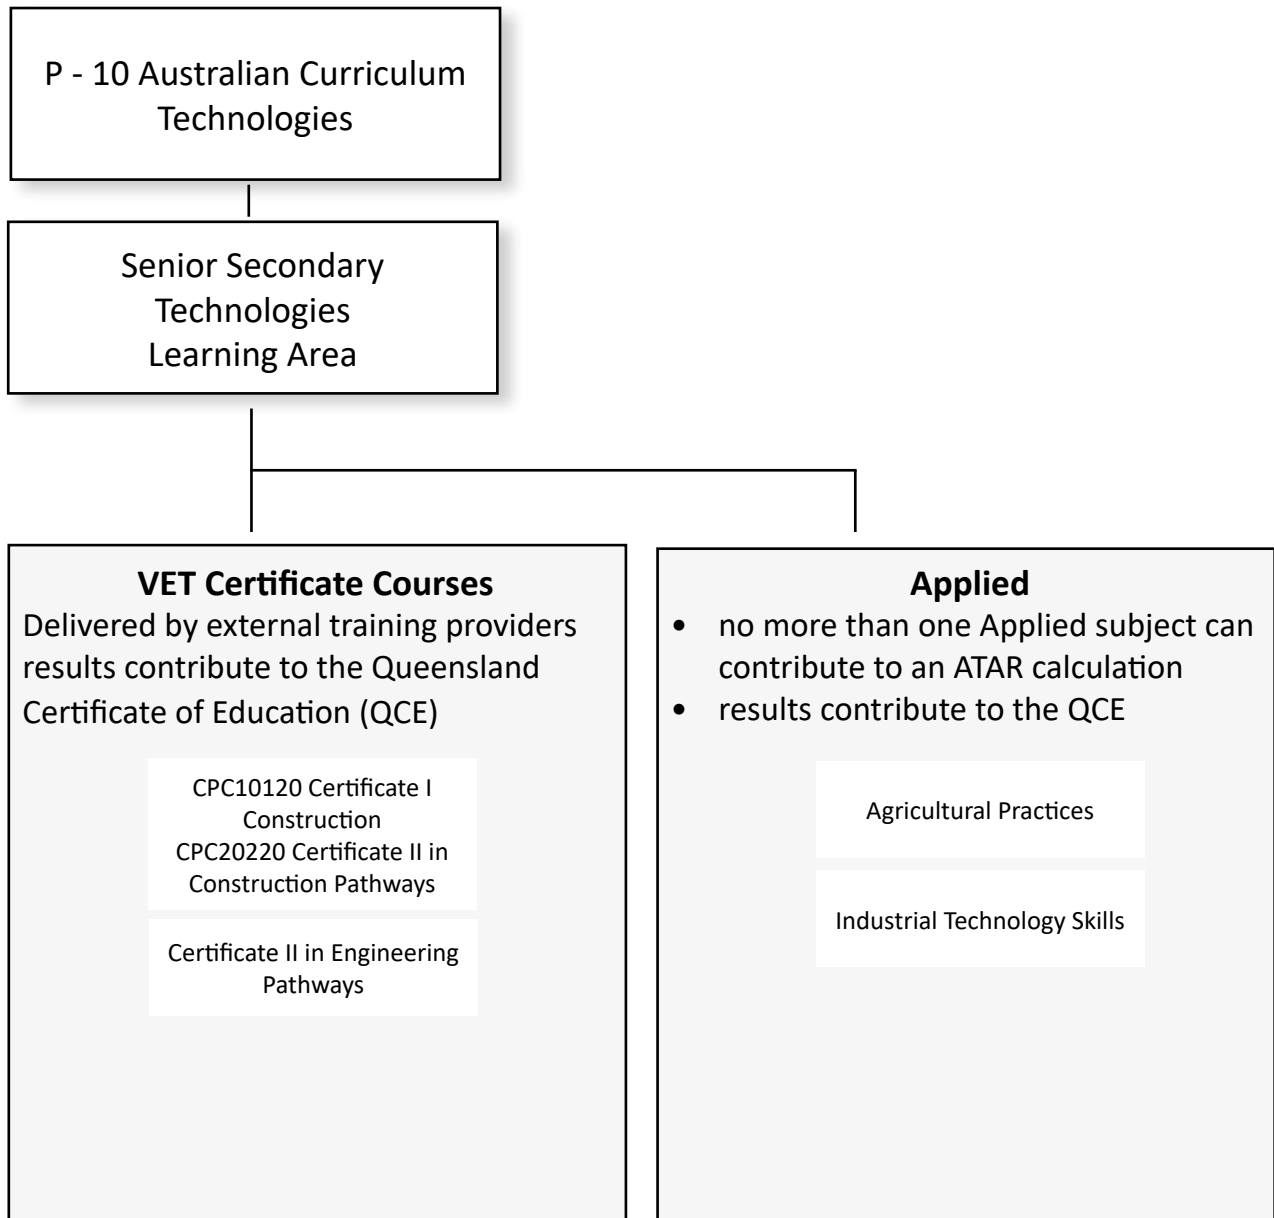 P - 10 Australian Curriculum
Technologies
Senior Secondary
Technologies
Learning Area
VET Certificate Courses
Delivered by external training providers
results contribute to the Queensland
Certificate of Education (QCE)
CPC10120 Certificate I
Construction
CPC20220 Certificate II in
Construction Pathways
Certificate II in Engineering
Pathways
Applied
• no more than one Applied subject can
contribute to an ATAR calculation
• results contribute to the QCE
Agricultural Practices
Industrial Technology Skills